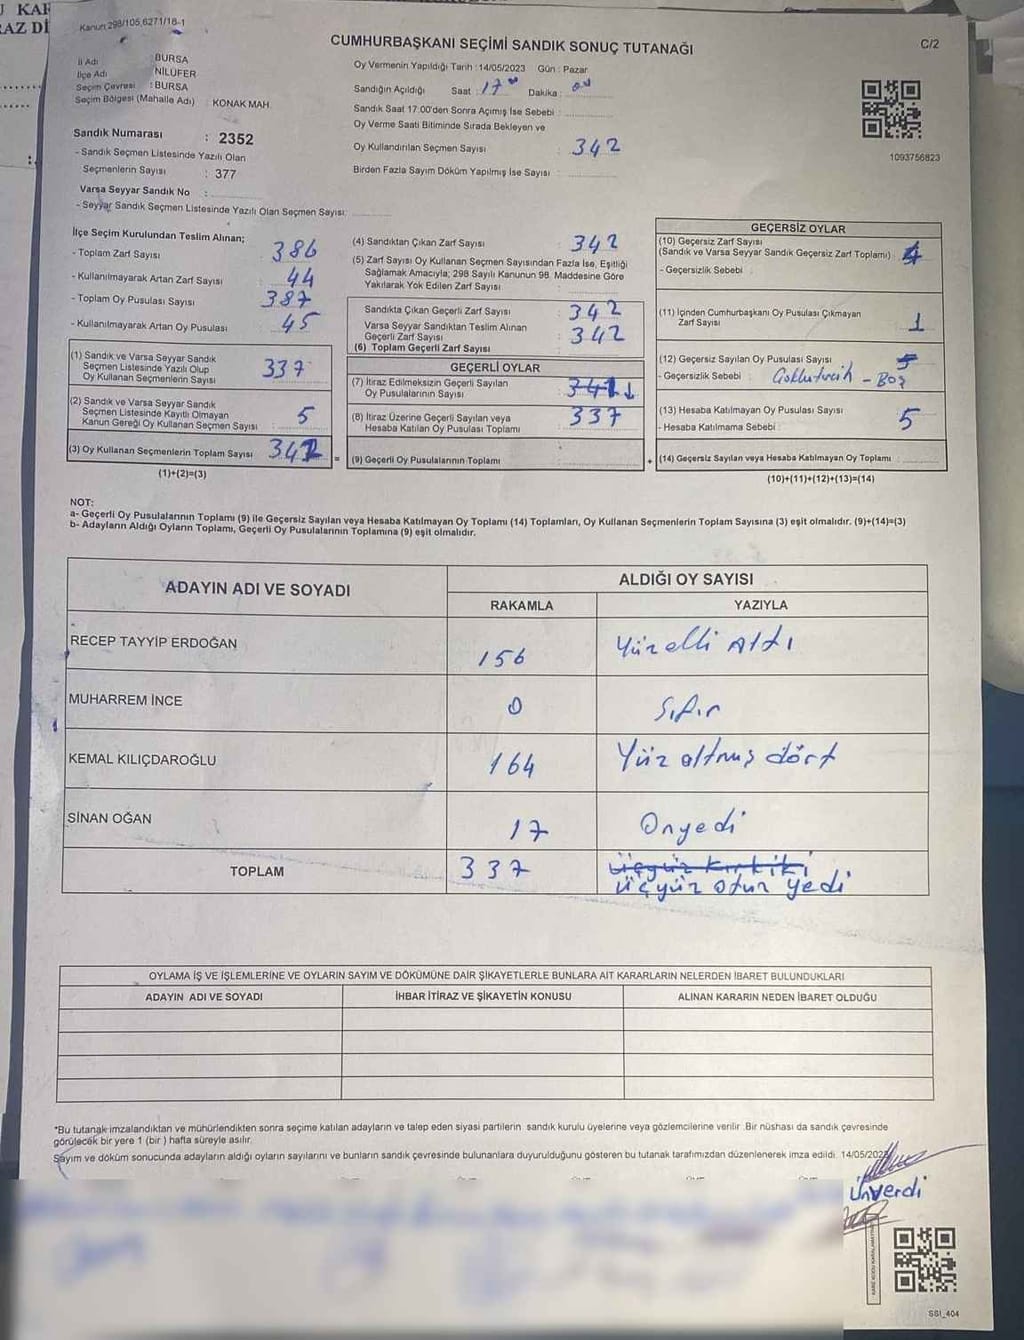 U KAR
RAZ Dİ
Kanun 298/105,6271/18-1
C/2
CUMHURBAŞKANI SEÇİMİ SANDIK SONUÇ TUTANAĞI
İl Adı : BURSA
İlçe Adı : NİLÜFER
Seçim Çevresi : BURSA
Seçim Bölgesi (Mahalle Adı) : KONAK MAH.
Sandık Numarası : 2352
- Sandık Seçmen Listesinde Yazılı Olan
Seçmenlerin Sayısı : 377
Varsa Seyyar Sandık No :
- Seyyar Sandık Seçmen Listesinde Yazılı Olan Seçmen Sayısı:
Oy Vermenin Yapıldığı Tarih :14/05/2023 Gün : Pazar
Sandığın Açıldığı Saat : 17 Dakika :
Sandık Saat 17:00'den Sonra Açımış İse Sebebi :
Oy Verme Saati Bitiminde Sırada Bekleyen ve
Oy Kullandırılan Seçmen Sayısı : 342
Birden Fazla Sayım Döküm Yapılmış İse Sayısı :
1093756823
İlçe Seçim Kurulundan Teslim Alınan;
- Toplam Zarf Sayısı : 386
- Kullanılmayarak Artan Zarf Sayısı : 44
- Toplam Oy Pusulası Sayısı : 387
- Kullanılmayarak Artan Oy Pusulası : 45
(1) Sandık ve Varsa Seyyar Sandık
Seçmen Listesinde Yazılı Olup
Oy Kullanan Seçmenlerin Sayısı : 337
(2) Sandık ve Varsa Seyyar Sandık
Seçmen Listesinde Kayıtlı Olmayan
Kanun Gereği Oy Kullanan Seçmen Sayısı : 5
(3) Oy Kullanan Seçmenlerin Toplam Sayısı : 342 =
(1)+(2)=(3)
(4) Sandıktan Çıkan Zarf Sayısı : 342
(5) Zarf Sayısı Oy Kullanan Seçmen Sayısından Fazla İse, Eşitliği
Sağlamak Amacıyla; 298 Sayılı Kanunun 98. Maddesine Göre
Yakılarak Yok Edilen Zarf Sayısı :
Sandıkta Çıkan Geçerli Zarf Sayısı : 342
Varsa Seyyar Sandıktan Teslim Alınan
Geçerli Zarf Sayısı : 342
(6) Toplam Geçerli Zarf Sayısı
GEÇERLİ OYLAR
(7) İtiraz Edilmeksizin Geçerli Sayılan
Oy Pusulalarının Sayısı :
(8) İtiraz Üzerine Geçerli Sayılan veya
Hesaba Katılan Oy Pusulası Toplamı : 337
(9) Geçerli Oy Pusulalarının Toplamı : +
GEÇERSİZ OYLAR
(10) Geçersiz Zarf Sayısı
(Sandık ve Varsa Seyyar Sandık Geçersiz Zarf Toplamı) :
- Geçersizlik Sebebi :
(11) İçinden Cumhurbaşkanı Oy Pusulası Çıkmayan
Zarf Sayısı : 1
(12) Geçersiz Sayılan Oy Pusulası Sayısı :
- Geçersizlik Sebebi : - Boş
(13) Hesaba Katılmayan Oy Pusulası Sayısı : 5
- Hesaba Katılmama Sebebi :
(14) Geçersiz Sayılan veya Hesaba Katılmayan Oy Toplamı :
(10)+(11)+(12)+(13)=(14)
NOT:
a- Geçerli Oy Pusulalarının Toplamı (9) ile Geçersiz Sayılan veya Hesaba Katılmayan Oy Toplamı (14) Toplamları, Oy Kullanan Seçmenlerin Toplam Sayısına (3) eşit olmalıdır. (9)+(14)=(3)
b- Adayların Aldığı Oyların Toplamı, Geçerli Oy Pusulalarının Toplamına (9) eşit olmalıdır.
ADAYIN ADI VE SOYADI
ALDIĞI OY SAYISI
RAKAMLA YAZIYLA
RECEP TAYYİP ERDOĞAN 156 Yüzelli Altı
MUHARREM İNCE 0 Sıfır
KEMAL KILIÇDAROĞLU 164 Yüz altmış dört
SİNAN OĞAN 17 Onyedi
TOPLAM 337 Üçyüz kırkiki
üçyüz otuz yedi
OYLAMA İŞ VE İŞLEMLERİNE VE OYLARIN SAYIM VE DÖKÜMÜNE DAİR ŞİKAYETLERLE BUNLARA AİT KARARLARIN NELERDEN İBARET BULUNDUKLARI
ADAYIN ADI VE SOYADI İHBAR İTİRAZ VE ŞİKAYETİN KONUSU ALINAN KARARIN NEDEN İBARET OLDUĞU
*Bu tutanak imzalandıktan ve mühürlendikten sonra seçime katılan adayların ve talep eden siyasi partilerin sandık kurulu üyelerine veya gözlemcilerine verilir .Bir nüshası da sandık çevresinde
görülecek bir yere 1 (bir ) hafta süreyle asılır.
Sayım ve döküm sonucunda adayların aldığı oyların sayılarını ve bunların sandık çevresinde bulunanlara duyurulduğunu gösteren bu tutanak tarafımızdan düzenlenerek imza edildi. 14/05/2023
Ünverdi
SSI_404